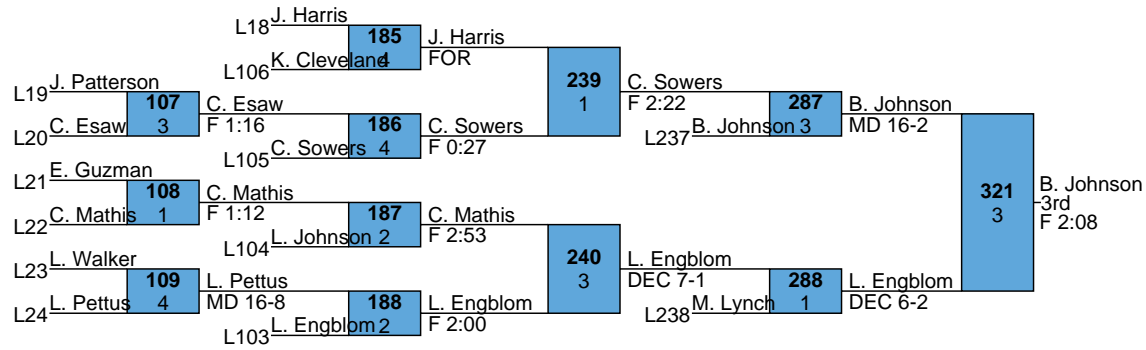 J. Harris
L18
185
J. Harris
K. Cleveland
4
FOR
L106
239
1
C. Sowers
F 2:22
J. Patterson
L19
107
C. Esaw
C. Esaw
3
F 1:16
L20
186
C. Sowers
C. Sowers
4
F 0:27
L105
287
B. Johnson
B. Johnson
3
MD 16-2
L237
E. Guzman
L21
108
C. Mathis
C. Mathis
1
F 1:12
L22
187
C. Mathis
L. Johnson
2
F 2:53
L104
321
3
B. Johnson
3rd
F 2:08
L. Walker
L23
109
L. Pettus
L. Pettus
4
MD 16-8
L24
188
L. Engblom
L. Engblom
2
F 2:00
L103
240
3
L. Engblom
DEC 7-1
288
L. Engblom
M. Lynch
1
DEC 6-2
L238